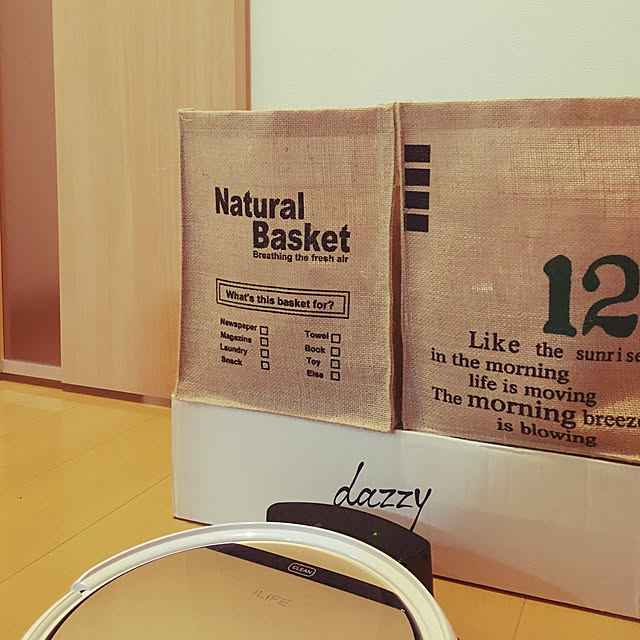 Natural
Basket
Breathing the fresh air
What's this basket for?
Newspaper
Magazine
Laundry
Snack
Towel
Book
Toy
Else
12
Like the sunrise
in the morning
life is moving
The morning breeze
is blowing
dazzy
CLEAN
ILIFE